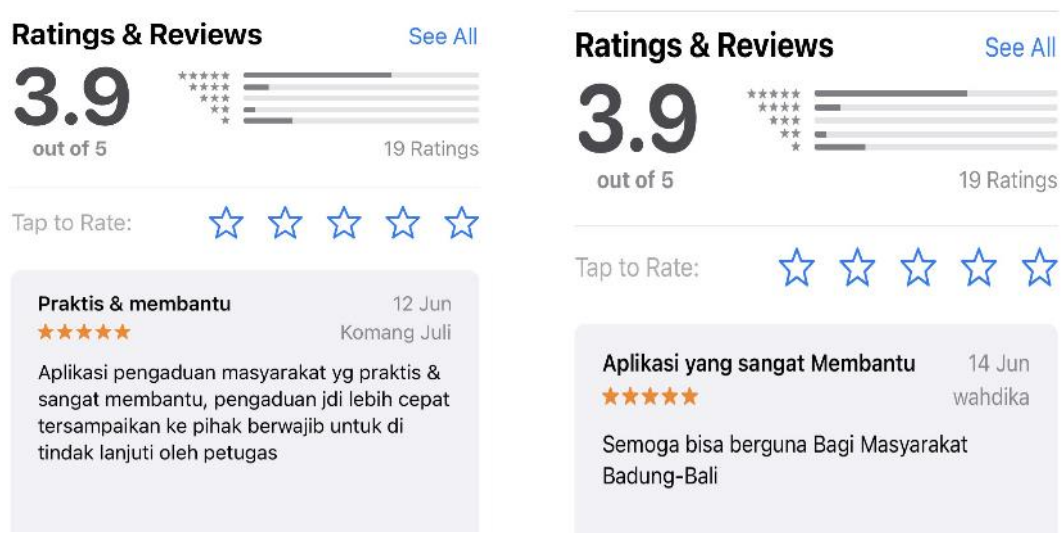 Ratings & Reviews
See All
3.9
★★★★★
★★★★
★★★
★★
★
out of 5
19 Ratings
Tap to Rate:
Praktis & membantu
12 Jun
★★★★★
Komang Juli
Aplikasi pengaduan masyarakat yg praktis &
sangat membantu, pengaduan jdi lebih cepat
tersampaikan ke pihak berwajib untuk di
tindak lanjuti oleh petugas
Ratings & Reviews
See All
3.9
★★★★★
★★★★
★★★
★★
★
out of 5
19 Ratings
Tap to Rate:
Aplikasi yang sangat Membantu
14 Jun
★★★★★
wahdika
Semoga bisa berguna Bagi Masyarakat
Badung-Bali